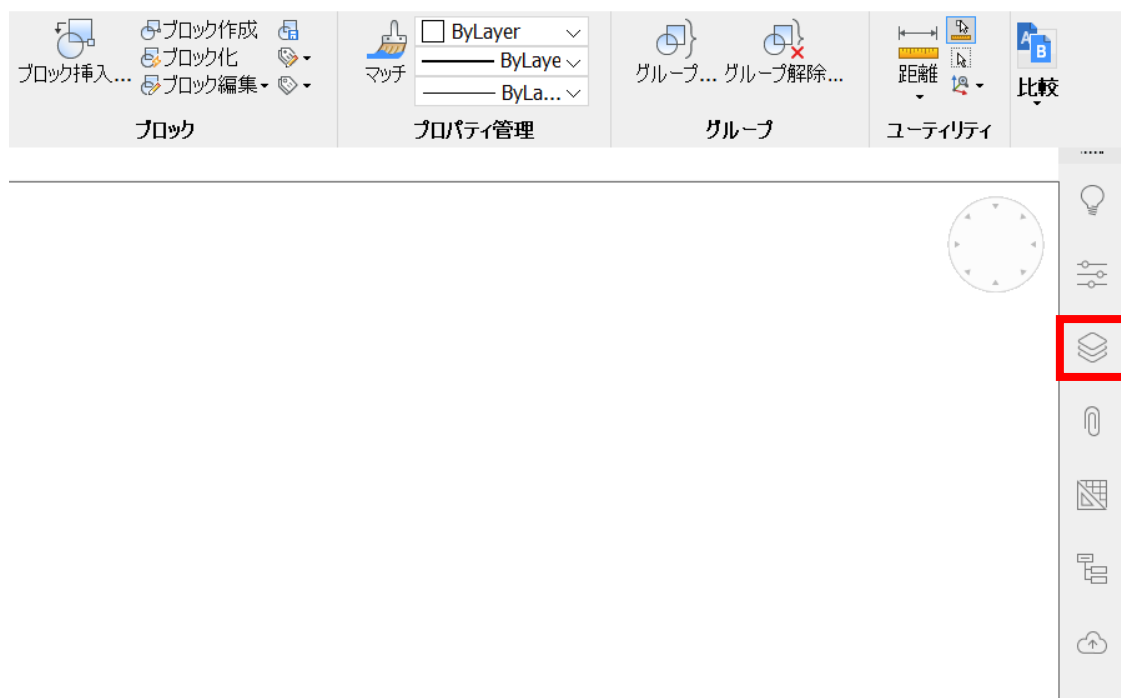 ブロック挿入...
ブロック作成
ブロック化
ブロック編集
ブロック
マッチ
ByLayer
ByLaye
ByLa...
プロパティ管理
グループ... グループ解除...
グループ
距離
ユーティリティ
A B
比較